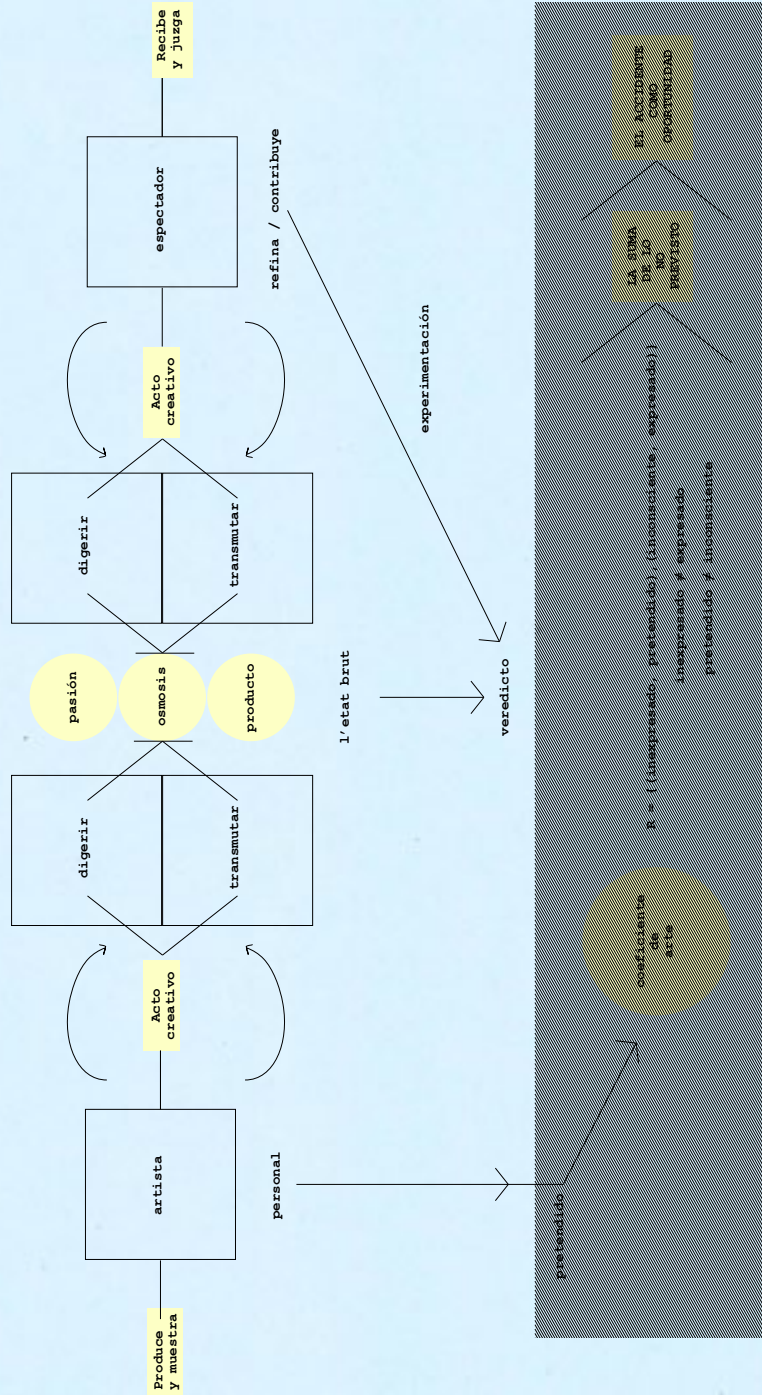 Produce
y muestra
artista
Acto
creativo
digerir
transmutar
pasión
osmosis
producto
digerir
transmutar
Acto
creativo
espectador
Recibe
y juzga
personal
l'etat brut
refina / contribuye
experimentación
veredicto
pretendido
coeficiente
de
arte
R = {(inexpresado, pretendido),(inconsciente, expresado)}
inexpresado ≠ expresado
pretendido ≠ inconsciente
LA SUMA
DE LO
NO
PREVISTO
EL ACCIDENTE
COMO
OPORTUNIDAD